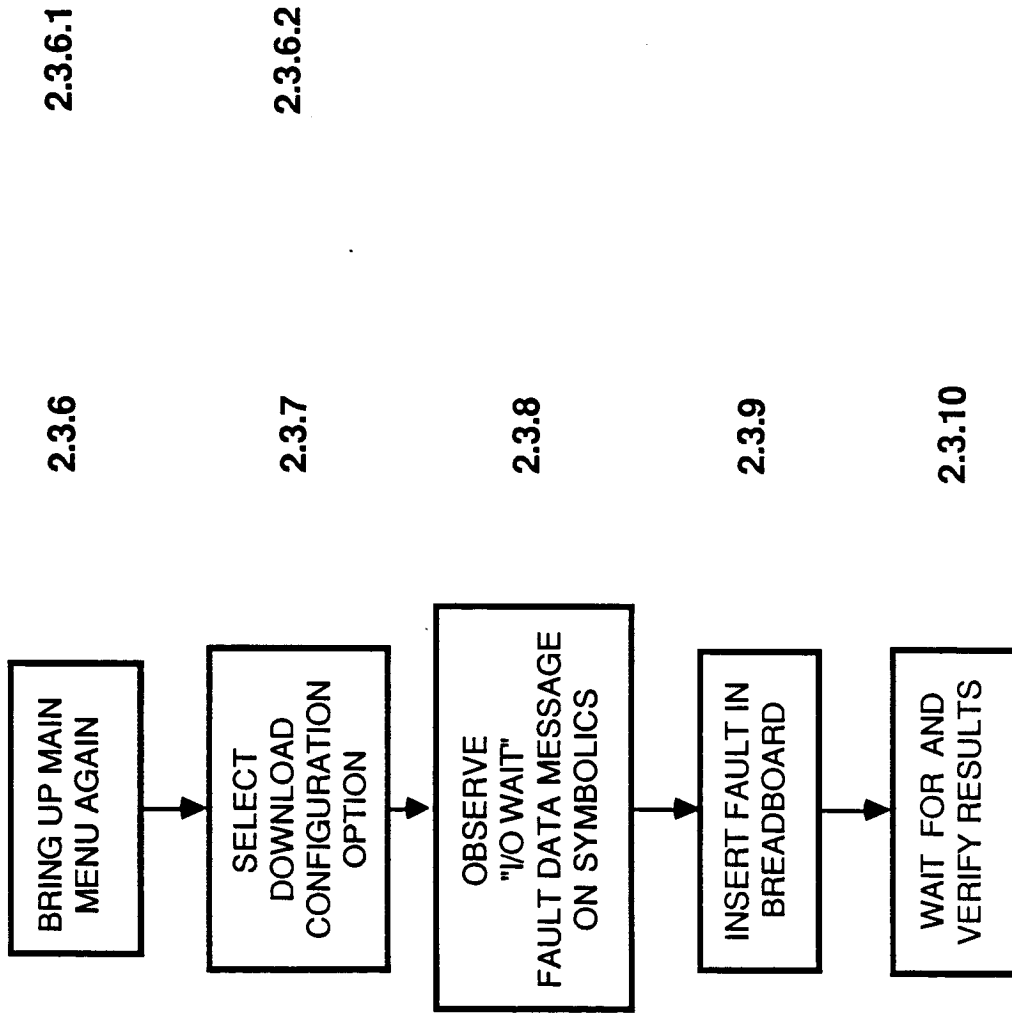 BRING UP MAIN
MENU AGAIN
2.3.6
2.3.6.1
SELECT
DOWNLOAD
CONFIGURATION
OPTION
2.3.7
2.3.6.2
OBSERVE
"I/O WAIT"
FAULT DATA MESSAGE
ON SYMBOLICS
2.3.8
INSERT FAULT IN
BREADBOARD
2.3.9
WAIT FOR AND
VERIFY RESULTS
2.3.10